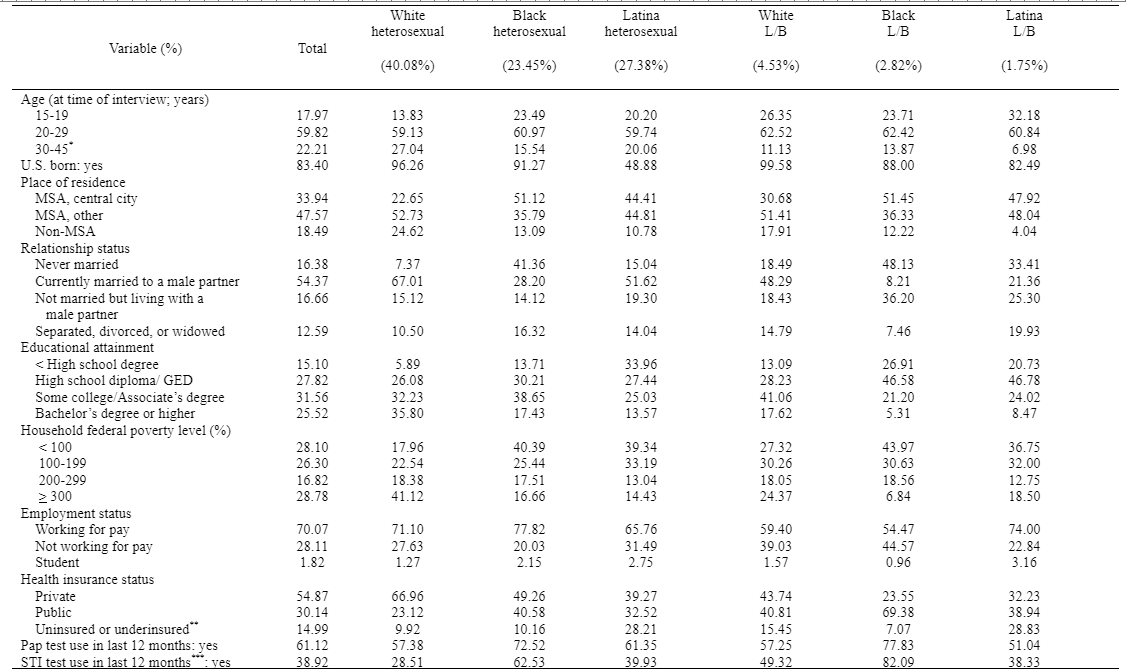 Variable (%) Total White heterosexual (40.08%) Black heterosexual (23.45%) Latina heterosexual (27.38%) White L/B (4.53%) Black L/B (2.82%) Latina L/B (1.75%)
Age (at time of interview; years)
15-19 17.97 13.83 23.49 20.20 26.35 23.71 32.18
20-29 59.82 59.13 60.97 59.74 62.52 62.42 60.84
30-45* 22.21 27.04 15.54 20.06 11.13 13.87 6.98
U.S. born: yes 83.40 96.26 91.27 48.88 99.58 88.00 82.49
Place of residence
MSA, central city 33.94 22.65 51.12 44.41 30.68 51.45 47.92
MSA, other 47.57 52.73 35.79 44.81 51.41 36.33 48.04
Non-MSA 18.49 24.62 13.09 10.78 17.91 12.22 4.04
Relationship status
Never married 16.38 7.37 41.36 15.04 18.49 48.13 33.41
Currently married to a male partner 54.37 67.01 28.20 51.62 48.29 8.21 21.36
Not married but living with a 16.66 15.12 14.12 19.30 18.43 36.20 25.30
male partner
Separated, divorced, or widowed 12.59 10.50 16.32 14.04 14.79 7.46 19.93
Educational attainment
< High school degree 15.10 5.89 13.71 33.96 13.09 26.91 20.73
High school diploma/ GED 27.82 26.08 30.21 27.44 28.23 46.58 46.78
Some college/Associate's degree 31.56 32.23 38.65 25.03 41.06 21.20 24.02
Bachelor's degree or higher 25.52 35.80 17.43 13.57 17.62 5.31 8.47
Household federal poverty level (%)
< 100 28.10 17.96 40.39 39.34 27.32 43.97 36.75
100-199 26.30 22.54 25.44 33.19 30.26 30.63 32.00
200-299 16.82 18.38 17.51 13.04 18.05 18.56 12.75
≥ 300 28.78 41.12 16.66 14.43 24.37 6.84 18.50
Employment status
Working for pay 70.07 71.10 77.82 65.76 59.40 54.47 74.00
Not working for pay 28.11 27.63 20.03 31.49 39.03 44.57 22.84
Student 1.82 1.27 2.15 2.75 1.57 0.96 3.16
Health insurance status
Private 54.87 66.96 49.26 39.27 43.74 23.55 32.23
Public 30.14 23.12 40.58 32.52 40.81 69.38 38.94
Uninsured or underinsured** 14.99 9.92 10.16 28.21 15.45 7.07 28.83
Pap test use in last 12 months: yes 61.12 57.38 72.52 61.35 57.25 77.83 51.04
STI test use in last 12 months***: yes 38.92 28.51 62.53 39.93 49.32 82.09 38.33